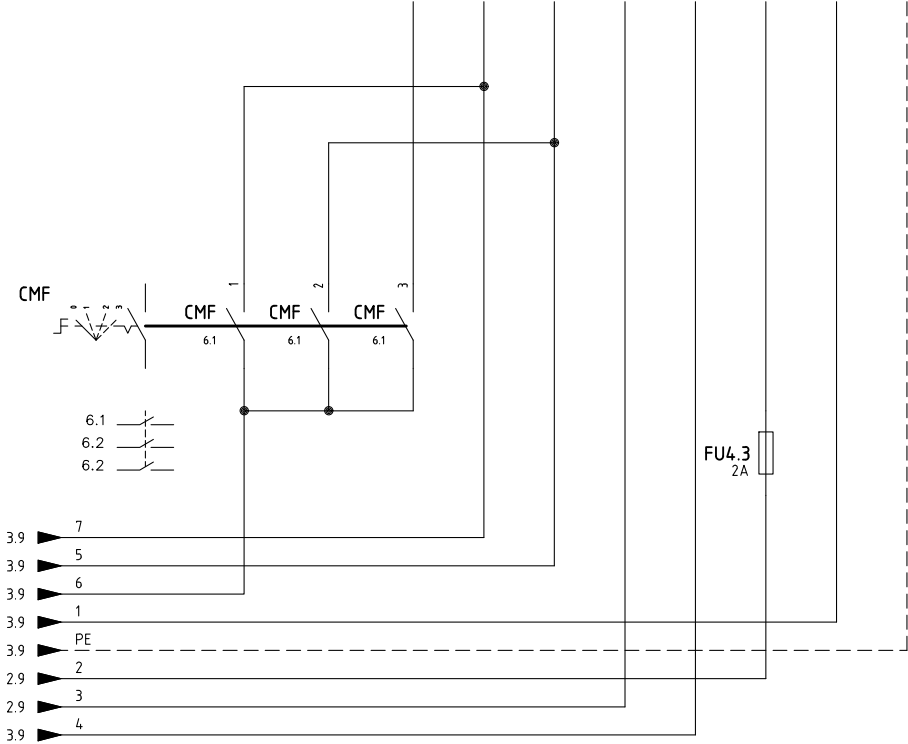 1
2
3
CMF
0 1 2 3
CMF CMF CMF
6.1 6.1 6.1
6.1
6.2
6.2
FU4.3
2A
3.9 7
3.9 5
3.9 6
3.9 1
3.9 PE
2.9 2
2.9 3
3.9 4